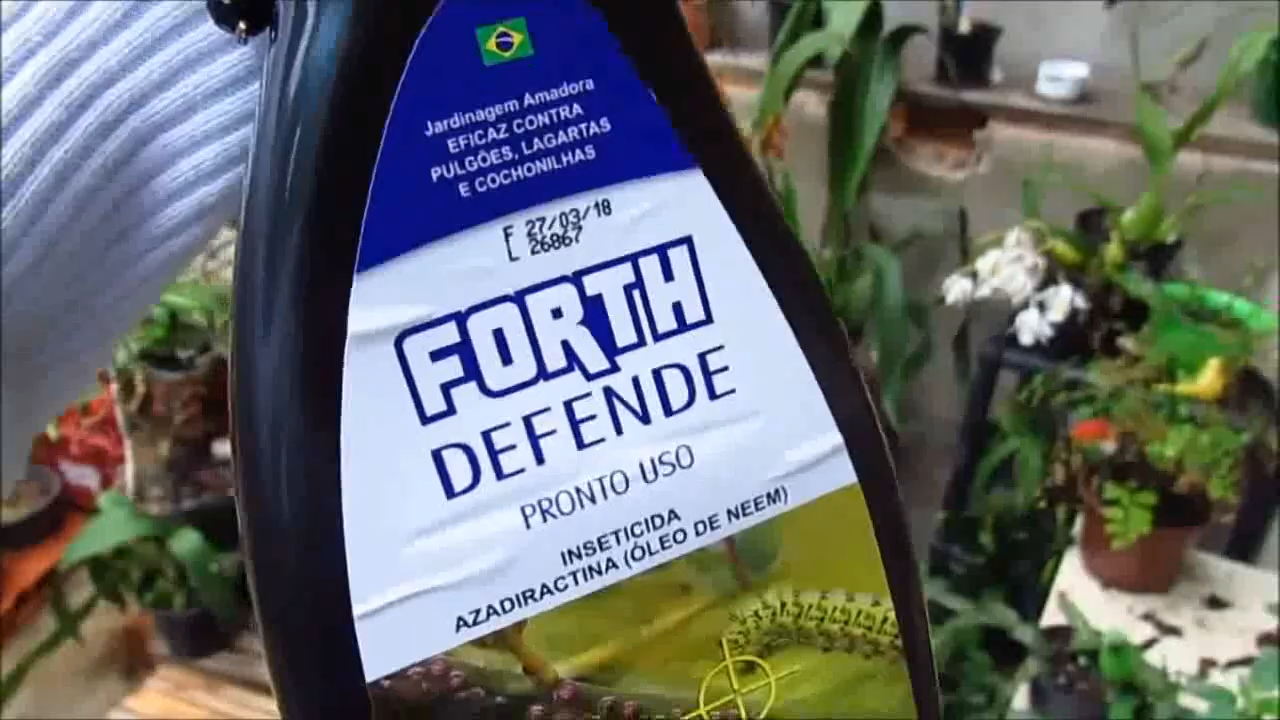 Jardinagem Amadora
EFICAZ CONTRA
PULGÕES, LAGARTAS
E COCHONILHAS
F 27/03/18
L 26867
FORTH
DEFENDE
PRONTO USO
INSETICIDA
AZADIRACTINA (ÓLEO DE NEEM)